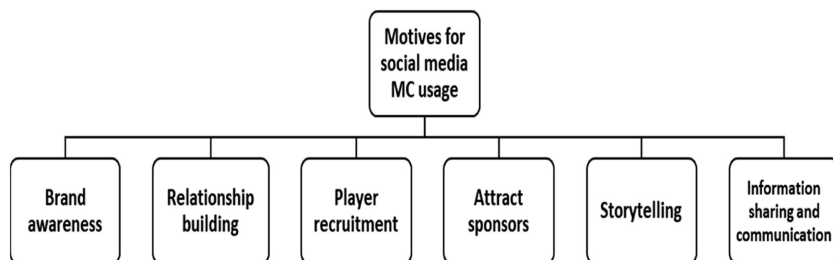 Motives for
social media
MC usage
Brand
awareness
Relationship
building
Player
recruitment
Attract
sponsors
Storytelling
Information
sharing and
communication